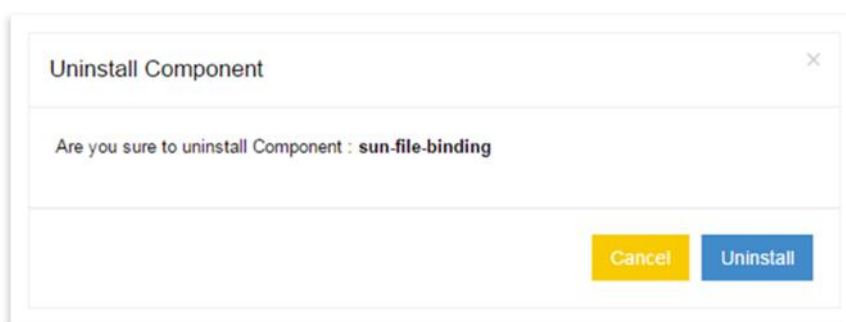 Uninstall Component
Are you sure to uninstall Component : sun-file-binding
Cancel Uninstall